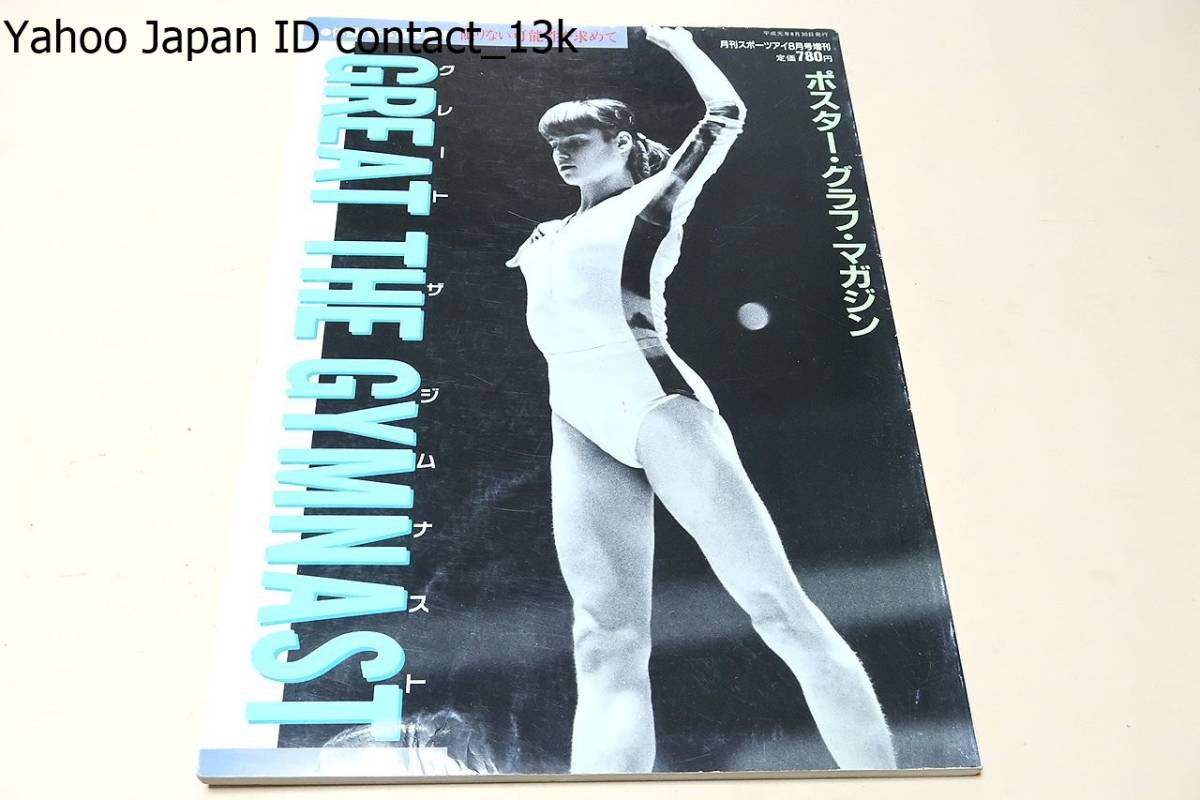 Yahoo Japan ID contact_13k
限りない可能性を求めて
平成元年8月30日発行
月刊スポーツアイ8月号増刊
定価780円
ポスター・グラフ・マガジン
グレート ザ ジムナスト
GREAT THE GYMNAST